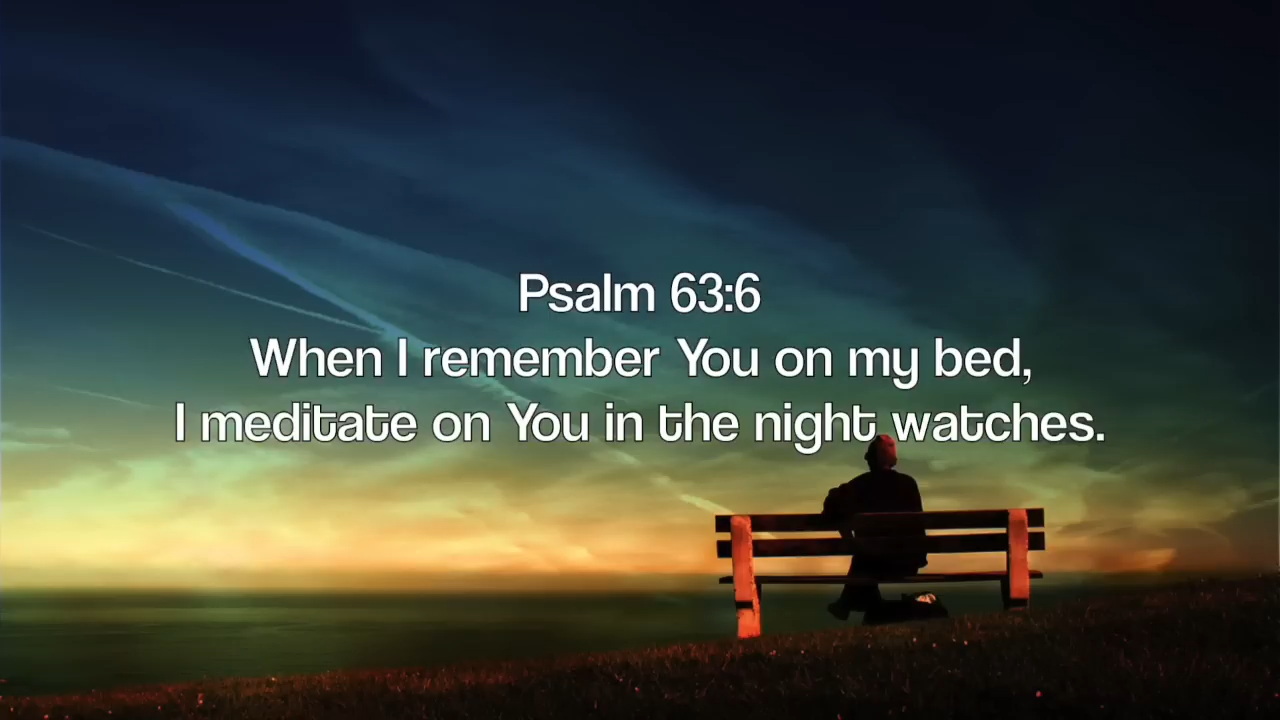 Psalm 63:6
When I remember You on my bed,
I meditate on You in the night watches.